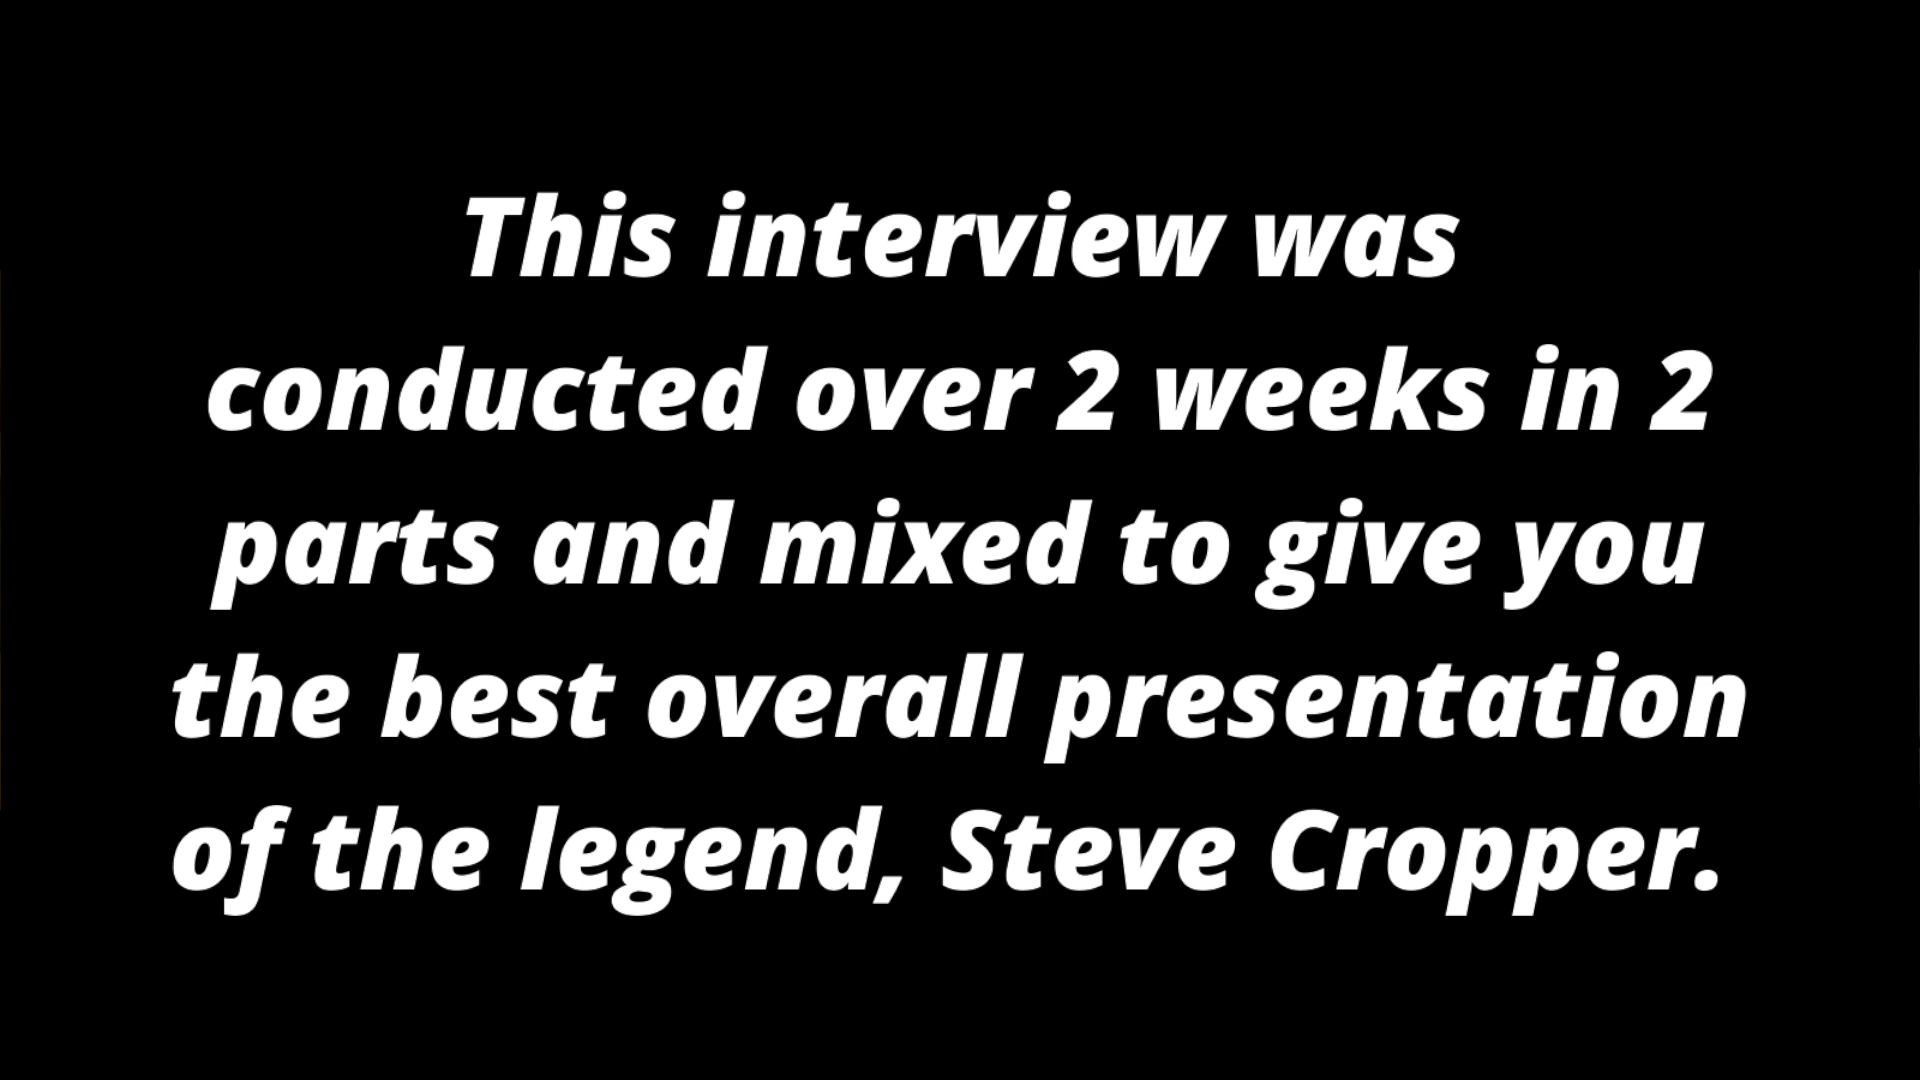 This interview was
conducted over 2 weeks in 2
parts and mixed to give you
the best overall presentation
of the legend, Steve Cropper.